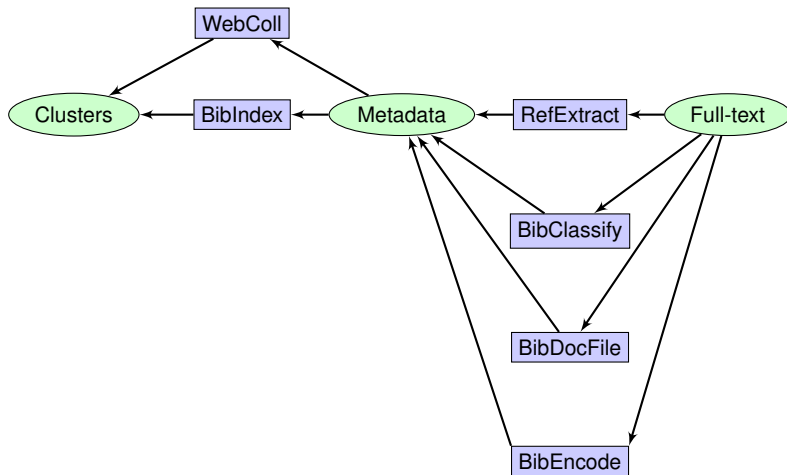 WebColl
Clusters
BibIndex
Metadata
RefExtract
Full-text
BibClassify
BibDocFile
BibEncode